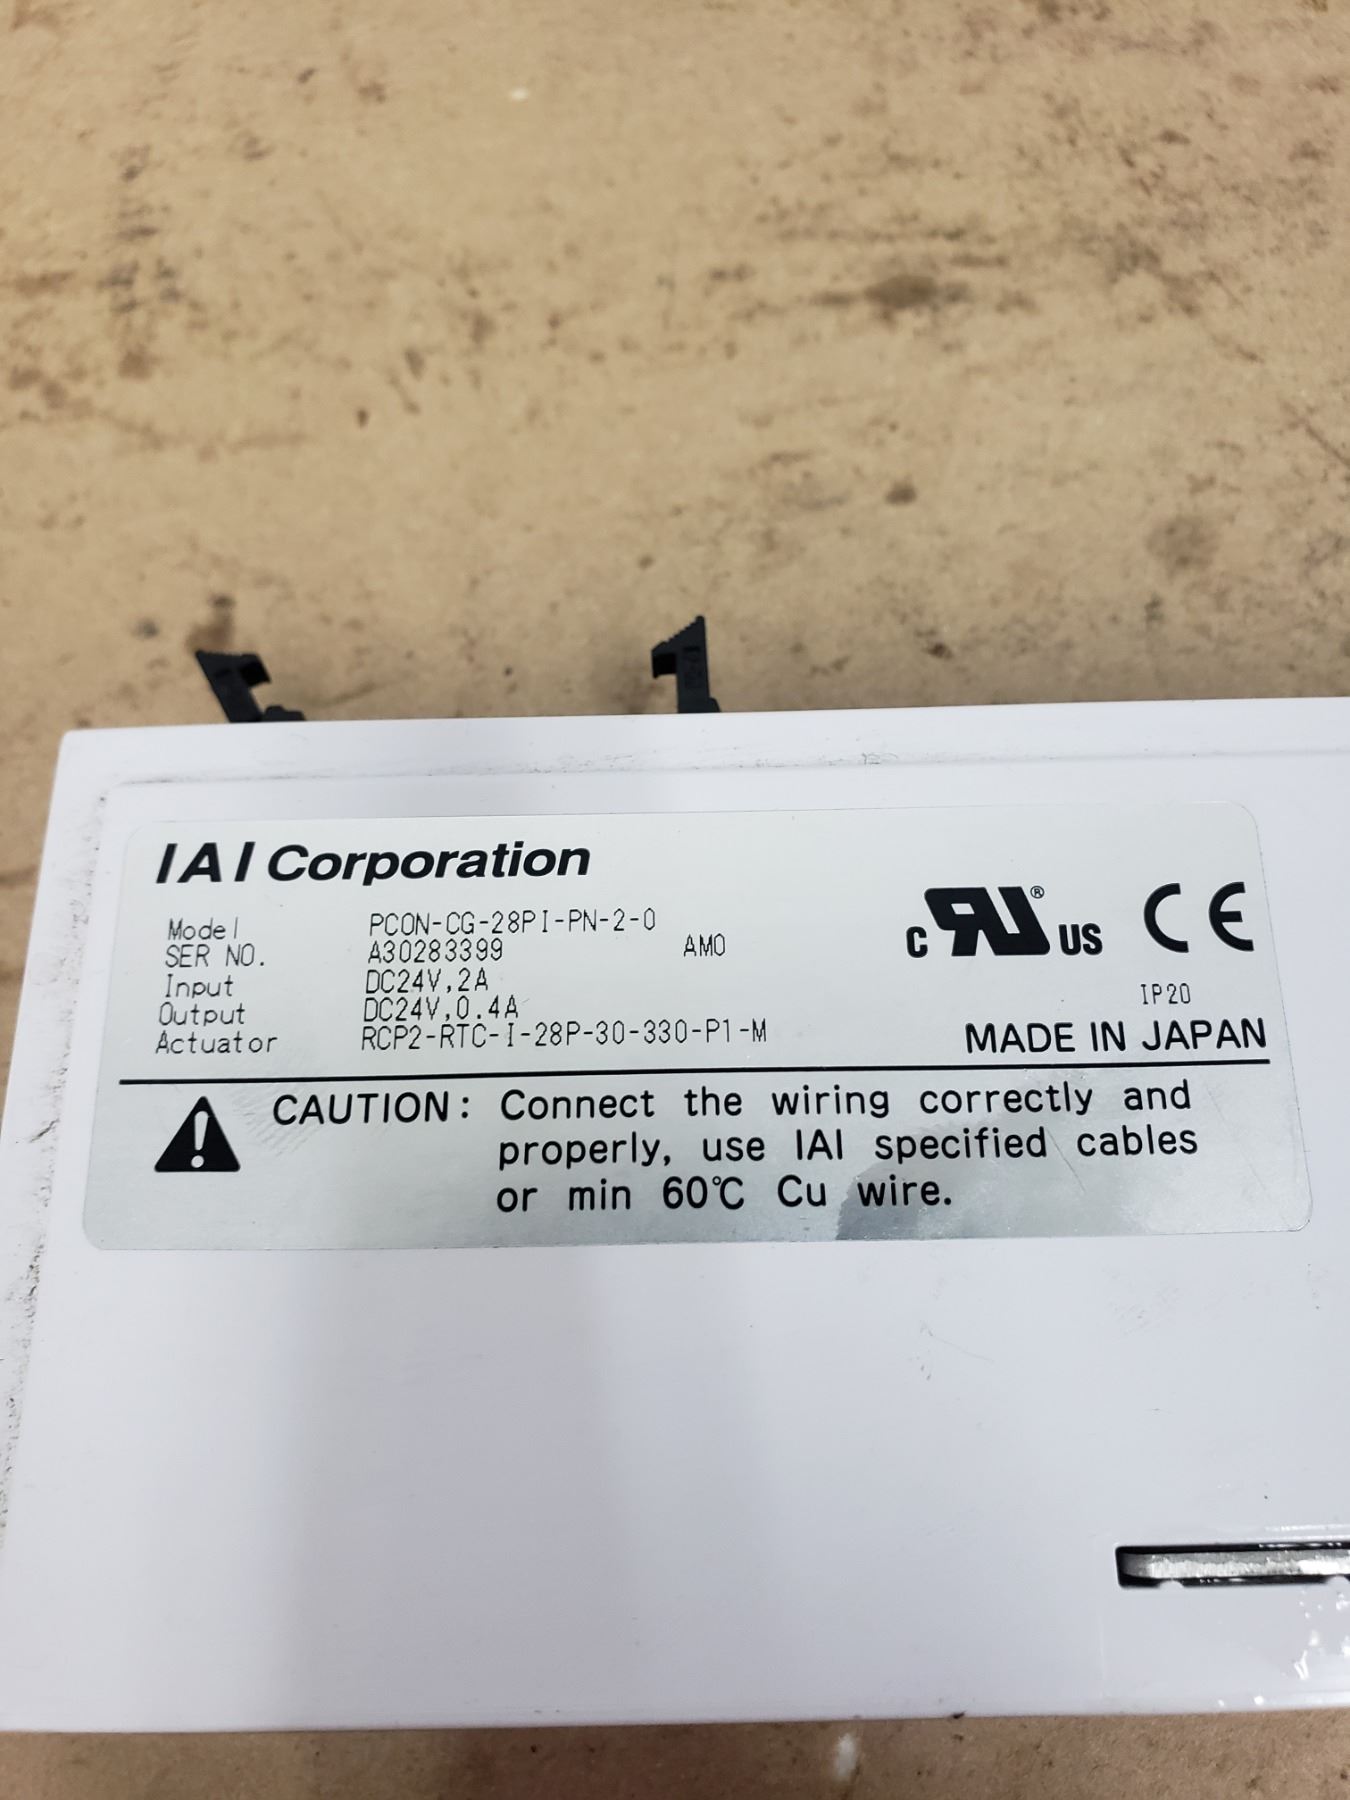 IAI Corporation
Model PCON-CG-28PI-PN-2-0
SER NO. A30283399 AM0
Input DC24V,2A
Output DC24V,0.4A
Actuator RCP2-RTC-I-28P-30-330-P1-M
c RU® US CE
IP20
MADE IN JAPAN
CAUTION: Connect the wiring correctly and
properly, use IAI specified cables
or min 60℃ Cu wire.